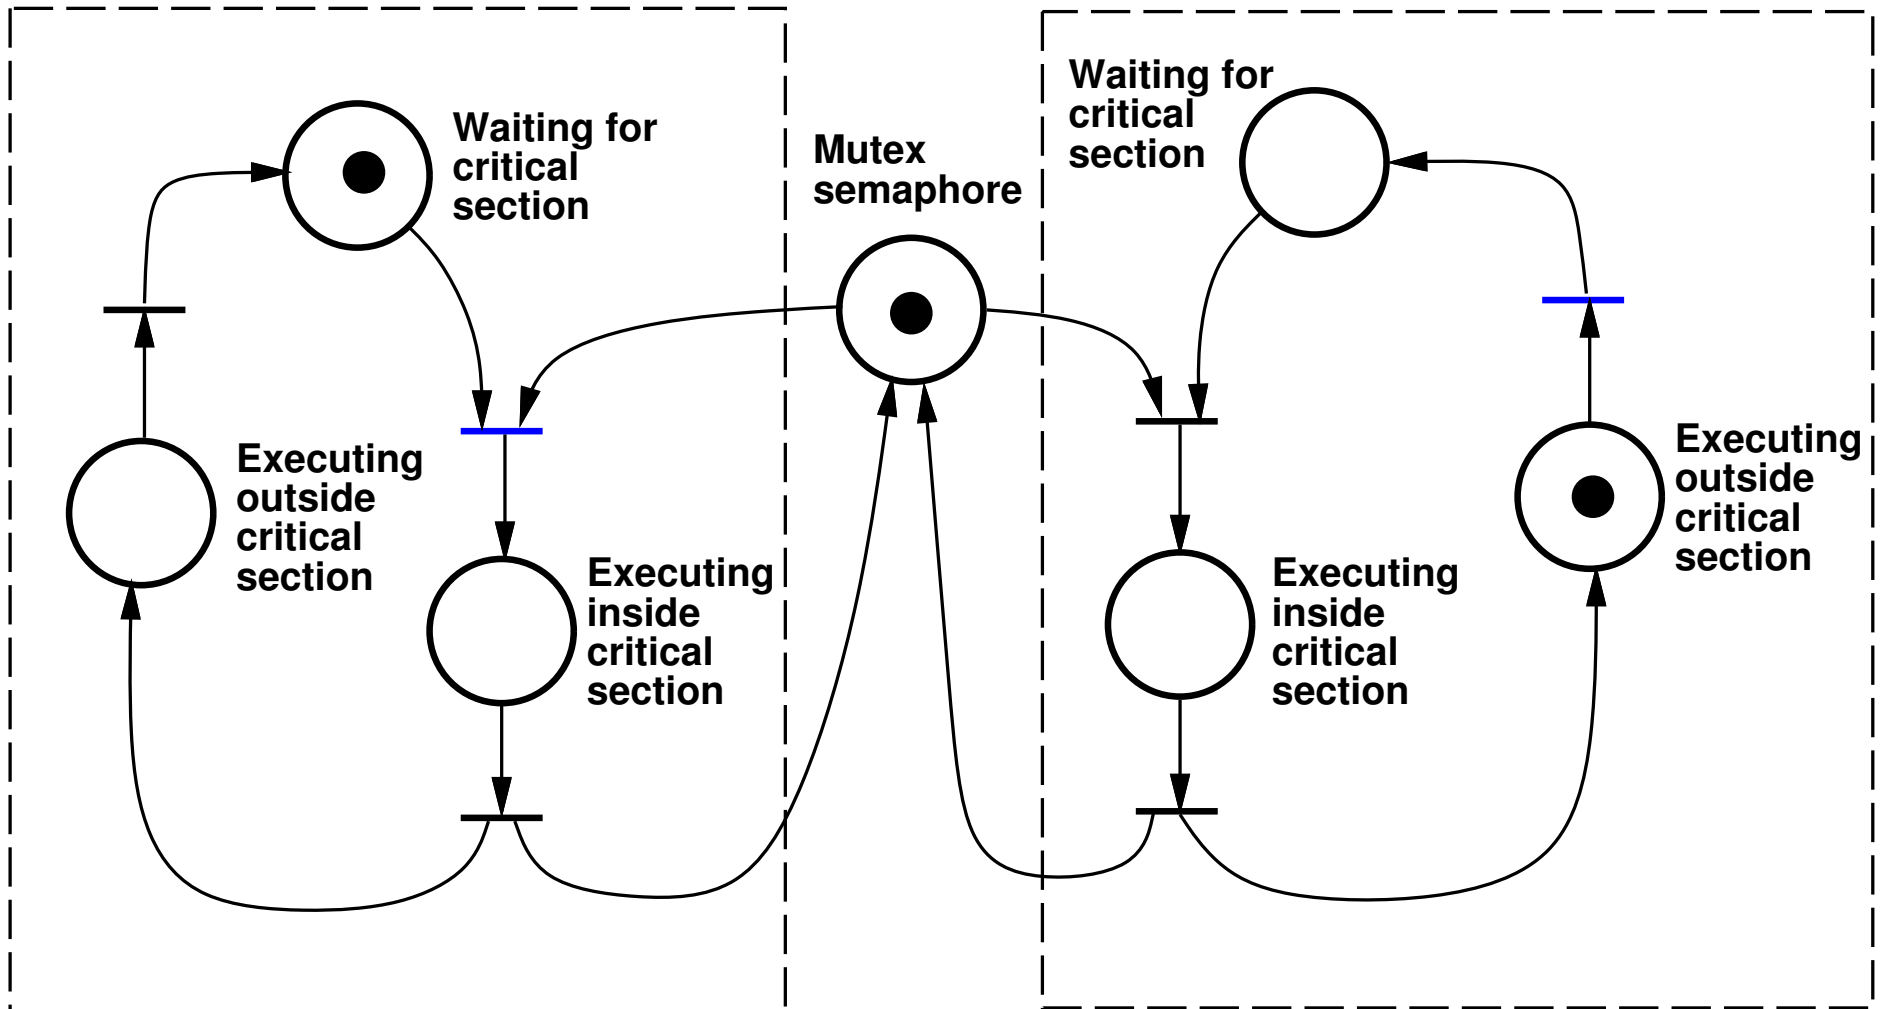 Waiting for
critical
section
Mutex
semaphore
Waiting for
critical
section
Executing
outside
critical
section
Executing
inside
critical
section
Executing
inside
critical
section
Executing
outside
critical
section